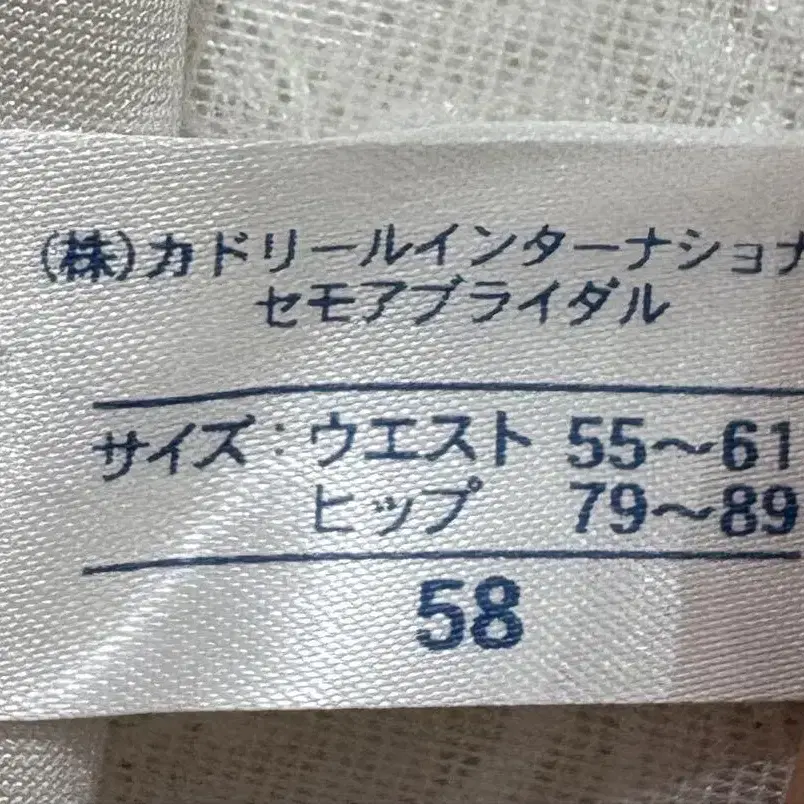 (株)カドリールインターナショナ
セモアブライダル
サイズ:ウエスト 55〜61
ヒップ 79〜89
58